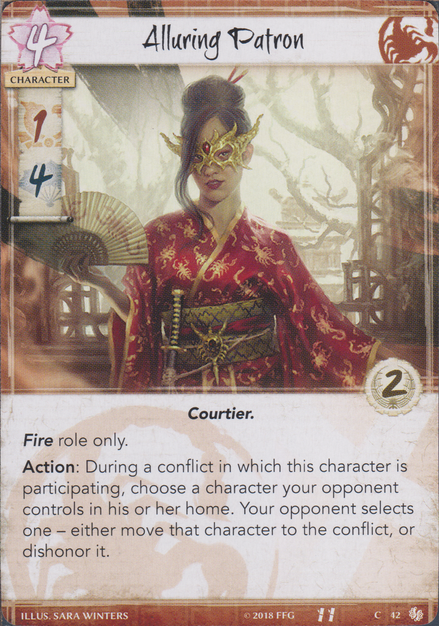 4
Alluring Patron
CHARACTER
1
4
2
Courtier.
Fire role only.
Action: During a conflict in which this character is
participating, choose a character your opponent
controls in his or her home. Your opponent selects
one – either move that character to the conflict, or
dishonor it.
ILLUS. SARA WINTERS © 2018 FFG C 42